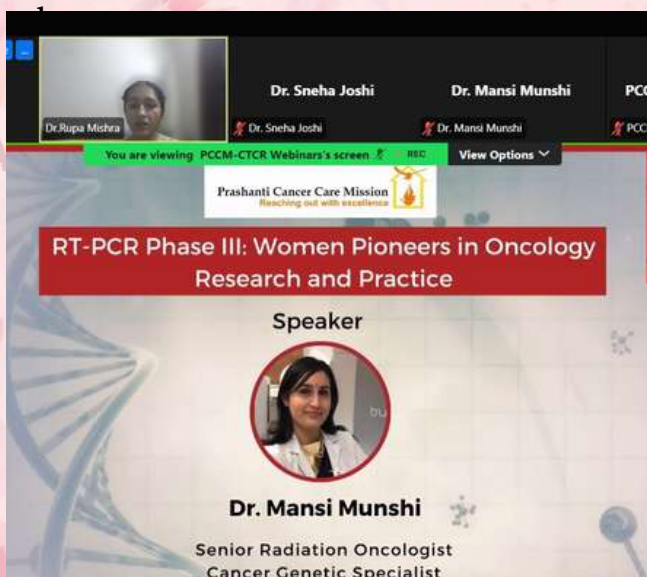 Dr. Sneha Joshi
Dr. Mansi Munshi
Dr.Rupa Mishra
Dr. Sneha Joshi
Dr. Mansi Munshi
You are viewing PCCM-CTCR Webinars's screen
REC
View Options
Prashanti Cancer Care Mission
Reaching out with excellence
RT-PCR Phase III: Women Pioneers in Oncology
Research and Practice
Speaker
bu
Dr. Mansi Munshi
Senior Radiation Oncologist
Cancer Genetic Specialist